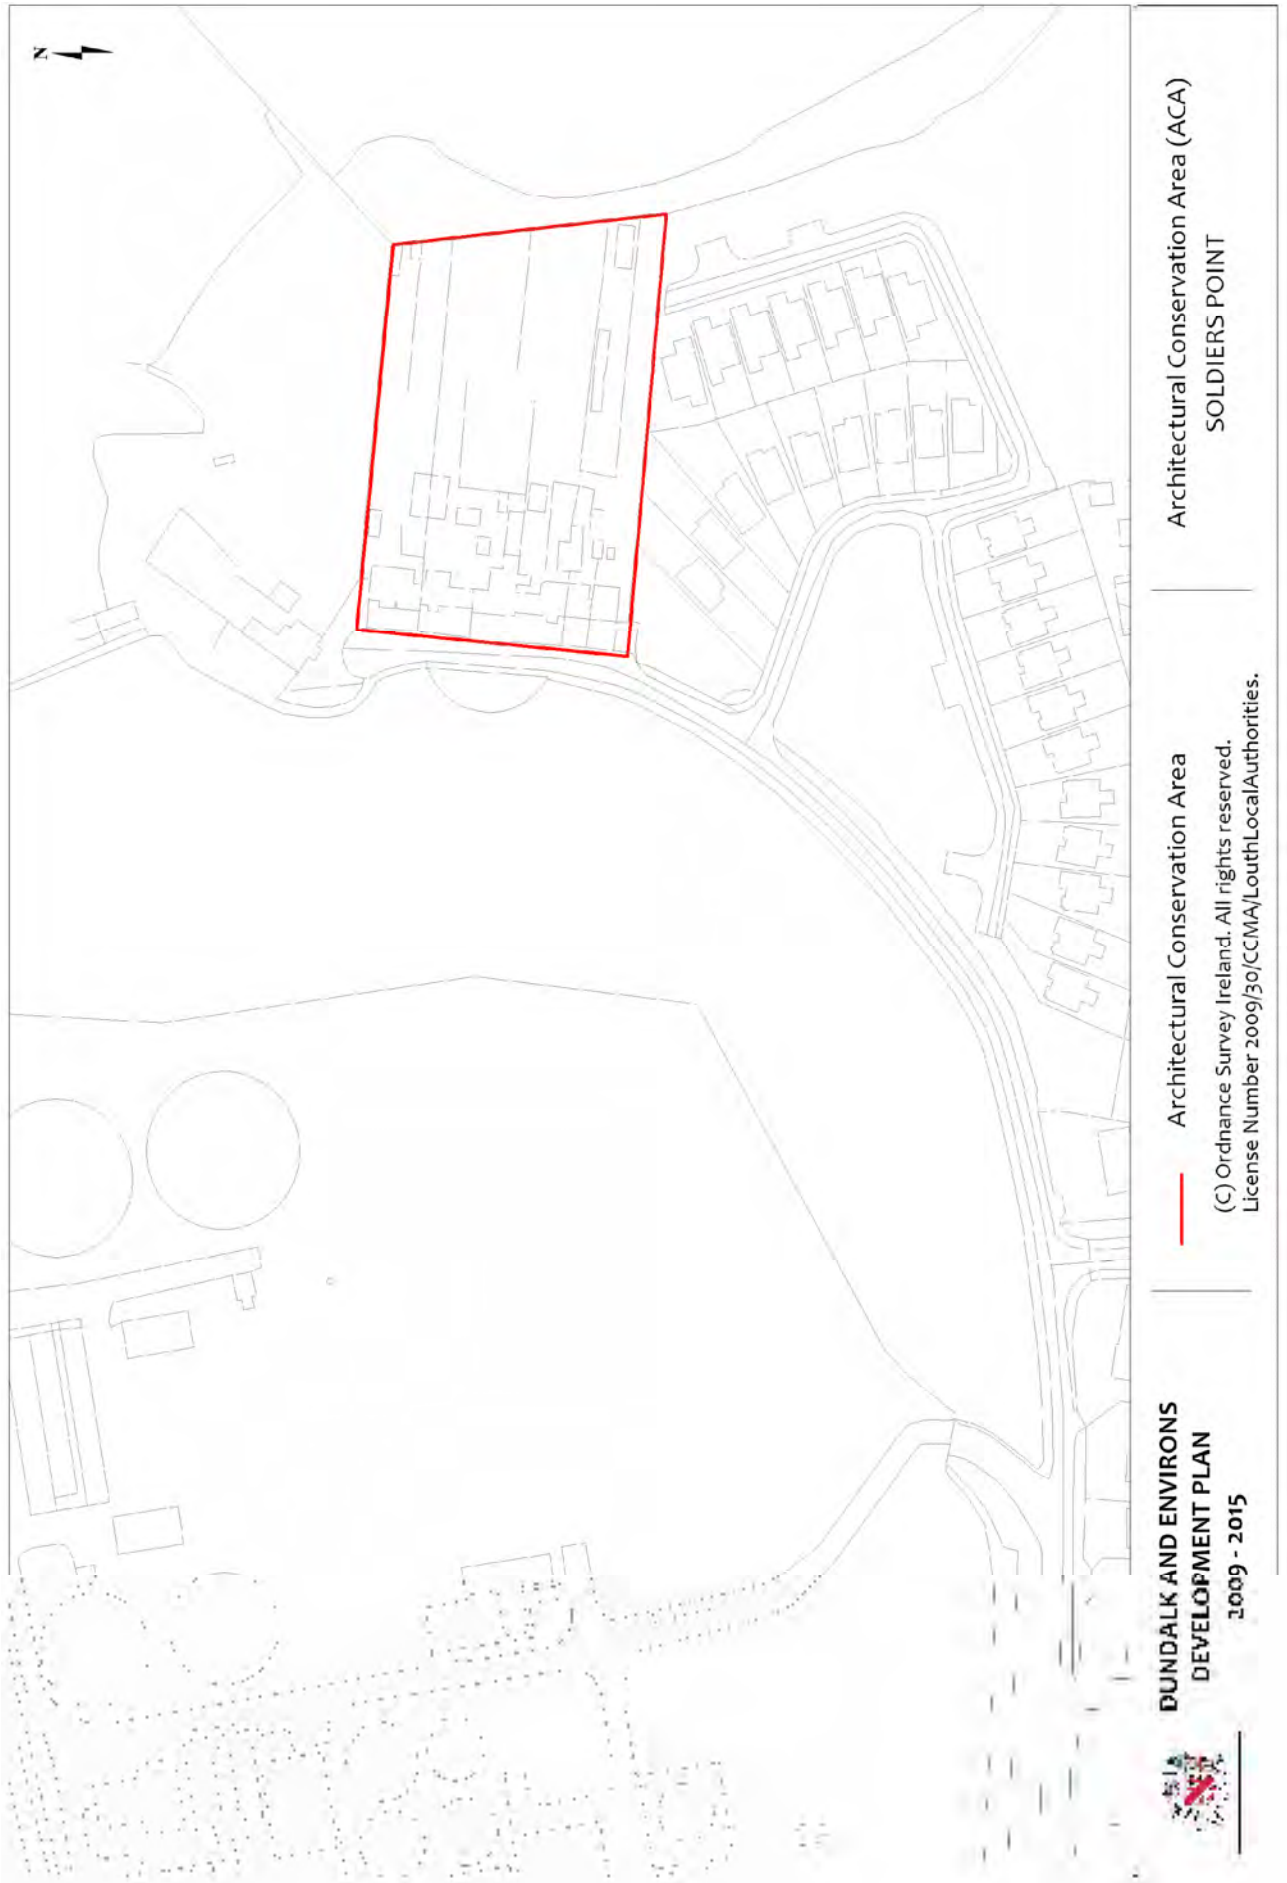 N
DUNDALK AND ENVIRONS
DEVELOPMENT PLAN
2009 - 2015
Architectural Conservation Area
(C) Ordnance Survey Ireland. All rights reserved.
License Number 2009/30/CCMA/LouthLocalAuthorities.
Architectural Conservation Area (ACA)
SOLDIERS POINT